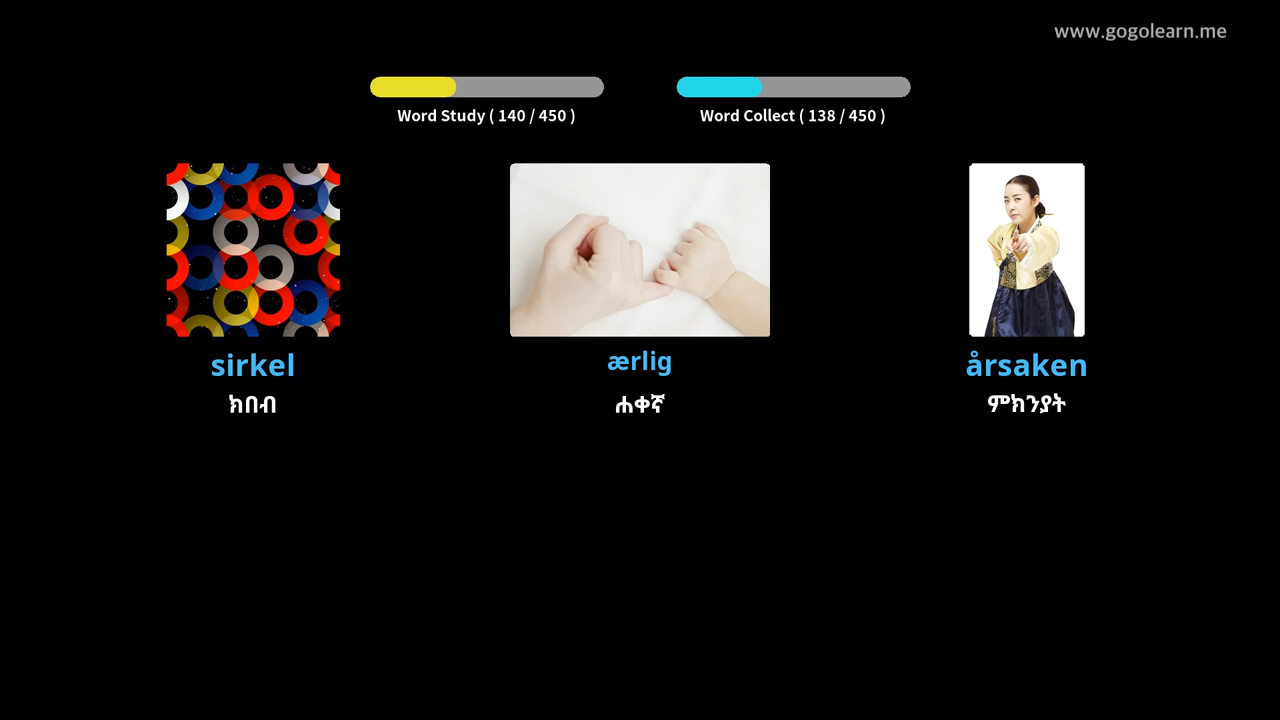 www.gogolearn.me
Word Study ( 140 / 450 )
Word Collect ( 138 / 450 )
sirkel
ærlig
årsaken
ክበብ
ሐቀኛ
ምክንያት